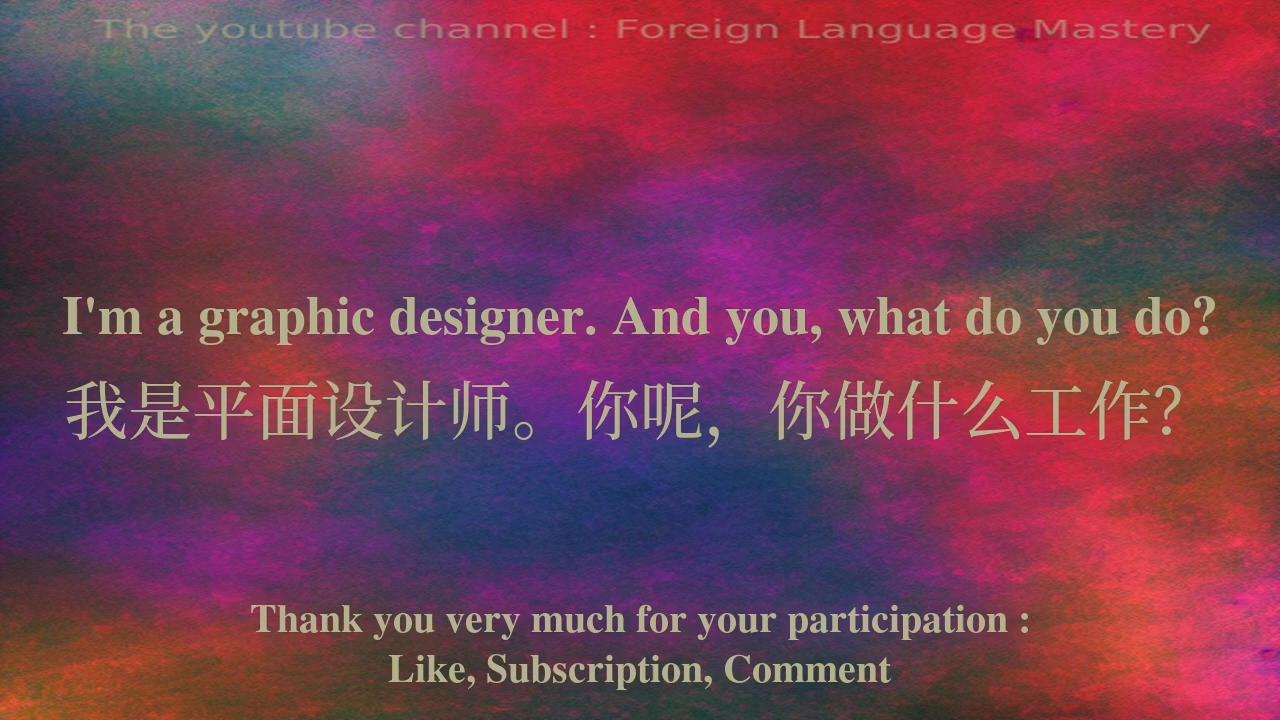 The youtube channel : Foreign Language Mastery
I'm a graphic designer. And you, what do you do?
我是平面设计师。你呢，你做什么工作？
Thank you very much for your participation :
Like, Subscription, Comment